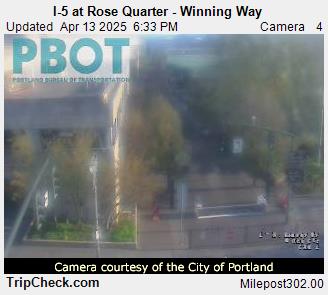 I-5 at Rose Quarter - Winning Way
Updated Apr 13 2025 6:33 PM Camera 4
PBOT
PORTLAND BUREAU OF TRANSPORTATION
Camera courtesy of the City of Portland
TripCheck.com Milepost302.00